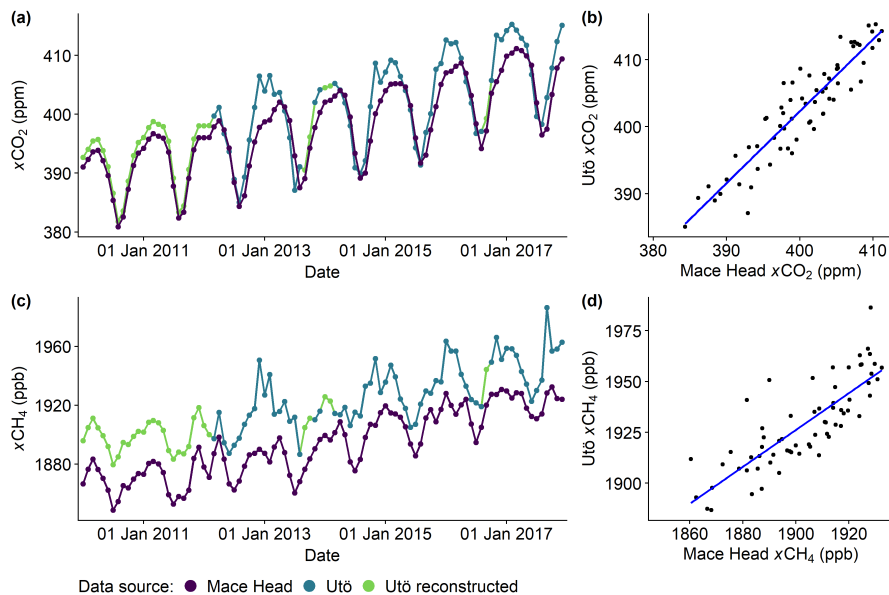 (a)
xCO₂ (ppm)
410
400
390
380
01 Jan 2011 01 Jan 2013 01 Jan 2015 01 Jan 2017
Date
(b)
Utö xCO₂ (ppm)
410
400
390
380 390 400 410
Mace Head xCO₂ (ppm)
(c)
xCH₄ (ppb)
1960
1920
1880
01 Jan 2011 01 Jan 2013 01 Jan 2015 01 Jan 2017
Date
(d)
Utö xCH₄ (ppb)
1975
1950
1925
1900
1860 1880 1900 1920
Mace Head xCH₄ (ppb)
Data source: Mace Head Utö Utö reconstructed